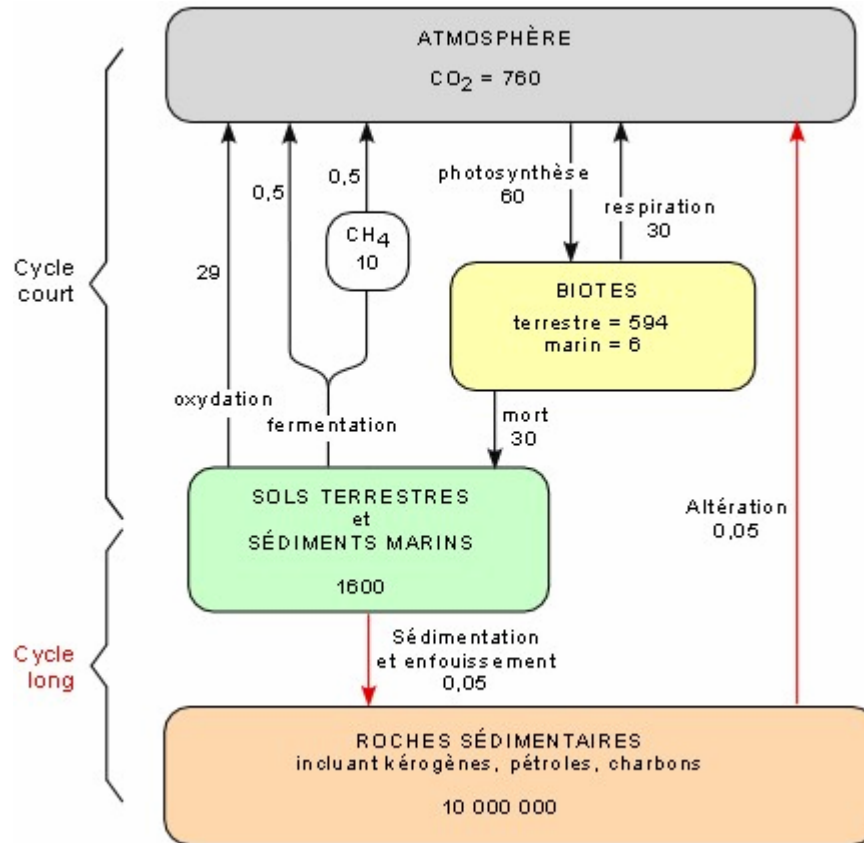 ATMOSPHÈRE
CO₂ = 760
0,5
0,5
photosynthèse
60
respiration
30
CH₄
10
29
Cycle
court
BIOTES
terrestre = 594
marin = 6
oxydation
fermentation
mort
30
SOLS TERRESTRES
et
SÉDIMENTS MARINS
1600
Altération
0,05
Cycle
long
Sédimentation
et enfouissement
0,05
ROCHES SÉDIMENTAIRES
incluant kérogènes, pétroles, charbons
10 000 000